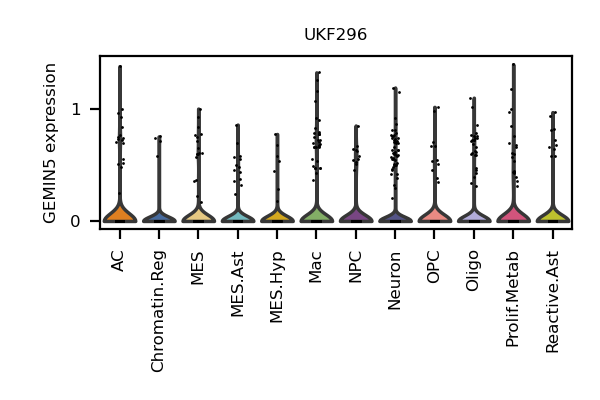 UKF296
GEMIN5 expression
1
0
AC
Chromatin.Reg
MES
MES.Ast
MES.Hyp
Mac
NPC
Neuron
OPC
Oligo
Prolif.Metab
Reactive.Ast